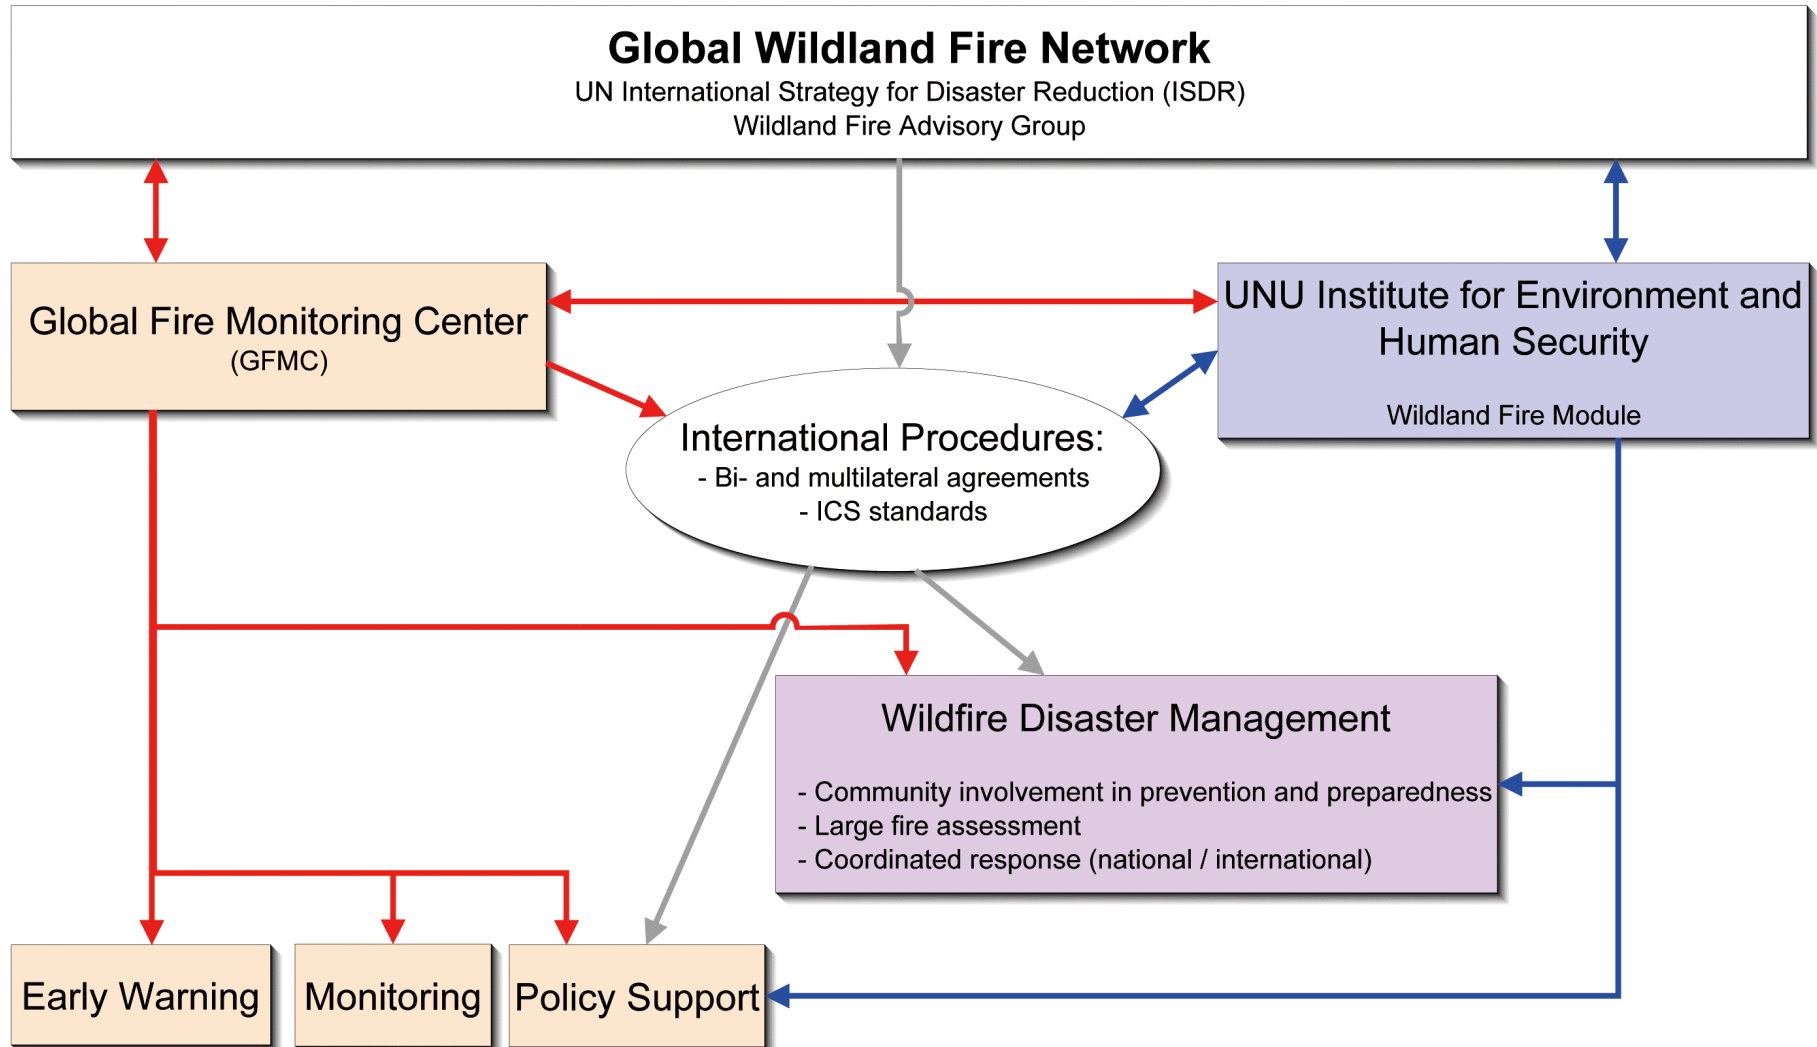 Global Wildland Fire Network
UN International Strategy for Disaster Reduction (ISDR)
Wildland Fire Advisory Group
Global Fire Monitoring Center
(GFMC)
UNU Institute for Environment and
Human Security
Wildland Fire Module
International Procedures:
- Bi- and multilateral agreements
- ICS standards
Wildfire Disaster Management
- Community involvement in prevention and preparedness
- Large fire assessment
- Coordinated response (national / international)
Early Warning
Monitoring
Policy Support